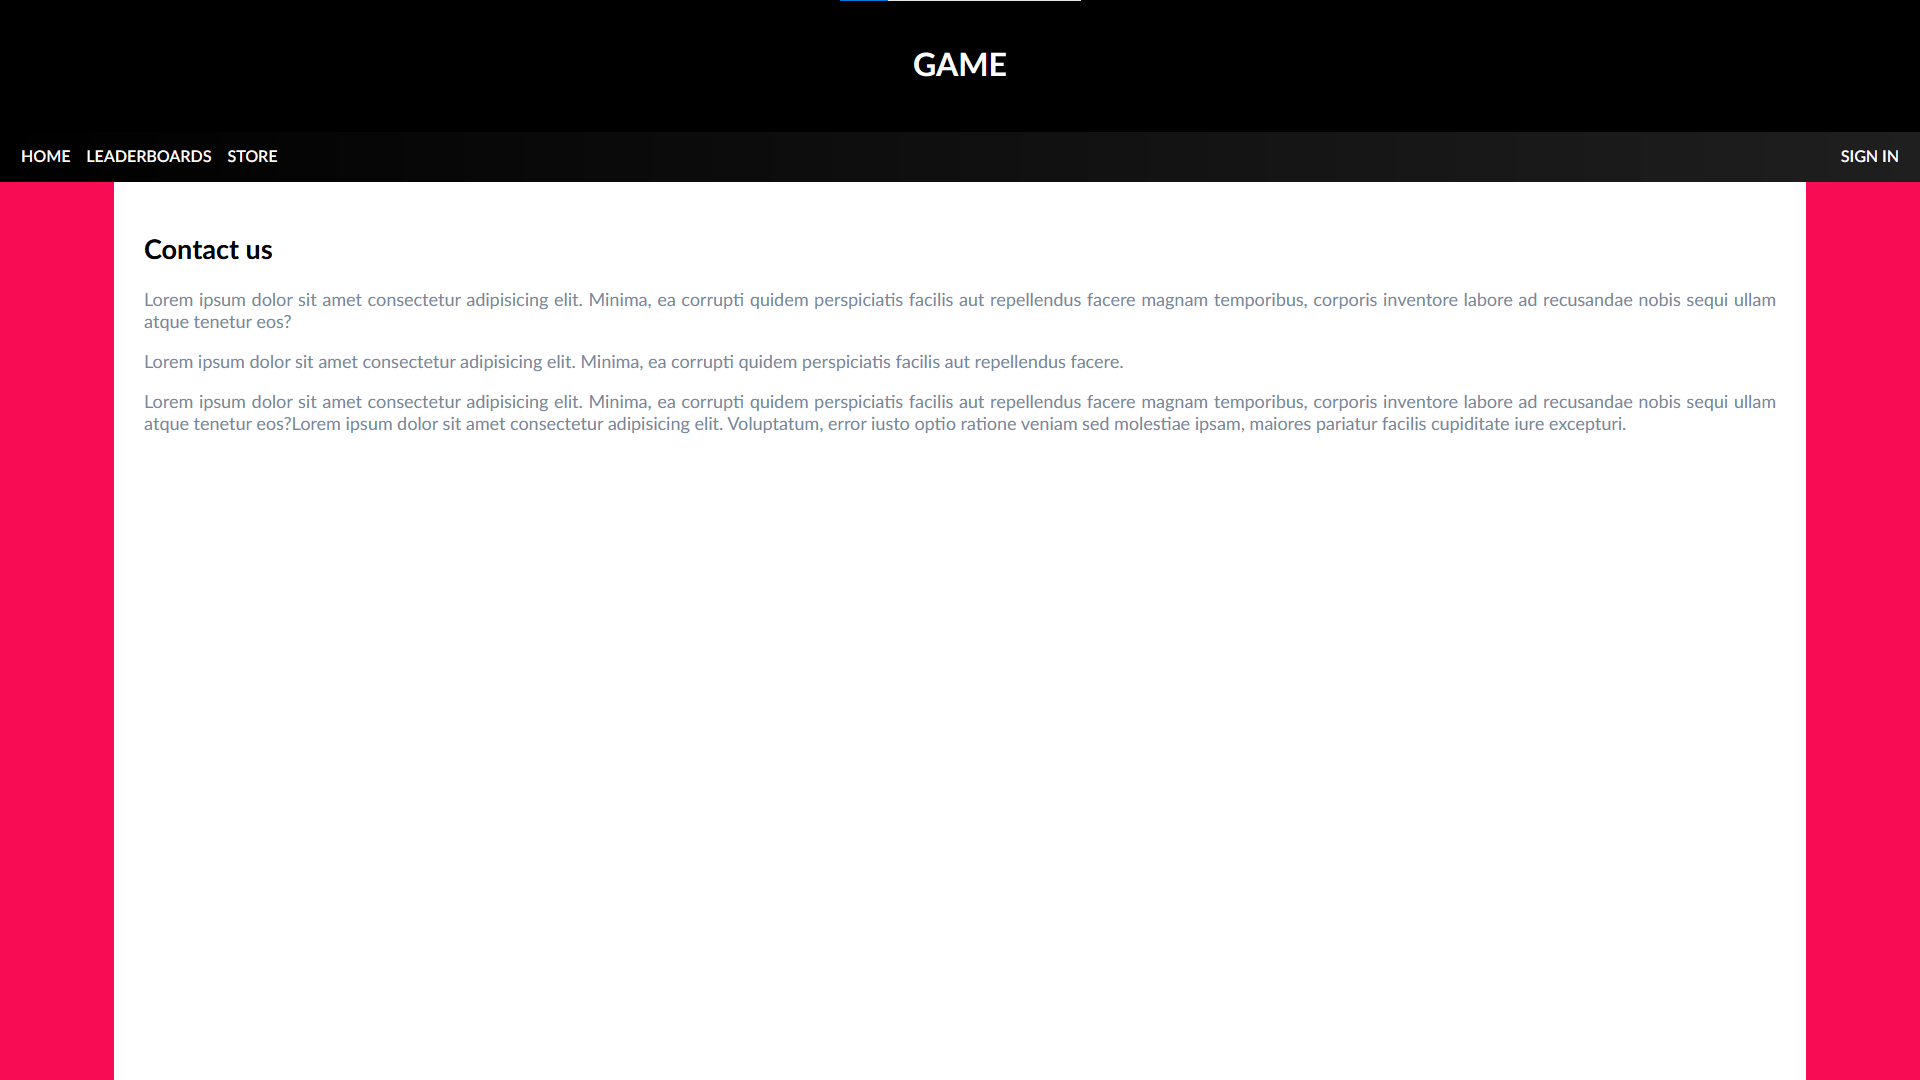 GAME
HOME LEADERBOARDS STORE SIGN IN
Contact us
Lorem ipsum dolor sit amet consectetur adipisicing elit. Minima, ea corrupti quidem perspiciatis facilis aut repellendus facere magnam temporibus, corporis inventore labore ad recusandae nobis sequi ullam
atque tenetur eos?
Lorem ipsum dolor sit amet consectetur adipisicing elit. Minima, ea corrupti quidem perspiciatis facilis aut repellendus facere.
Lorem ipsum dolor sit amet consectetur adipisicing elit. Minima, ea corrupti quidem perspiciatis facilis aut repellendus facere magnam temporibus, corporis inventore labore ad recusandae nobis sequi ullam
atque tenetur eos?Lorem ipsum dolor sit amet consectetur adipisicing elit. Voluptatum, error iusto optio ratione veniam sed molestiae ipsam, maiores pariatur facilis cupiditate iure excepturi.